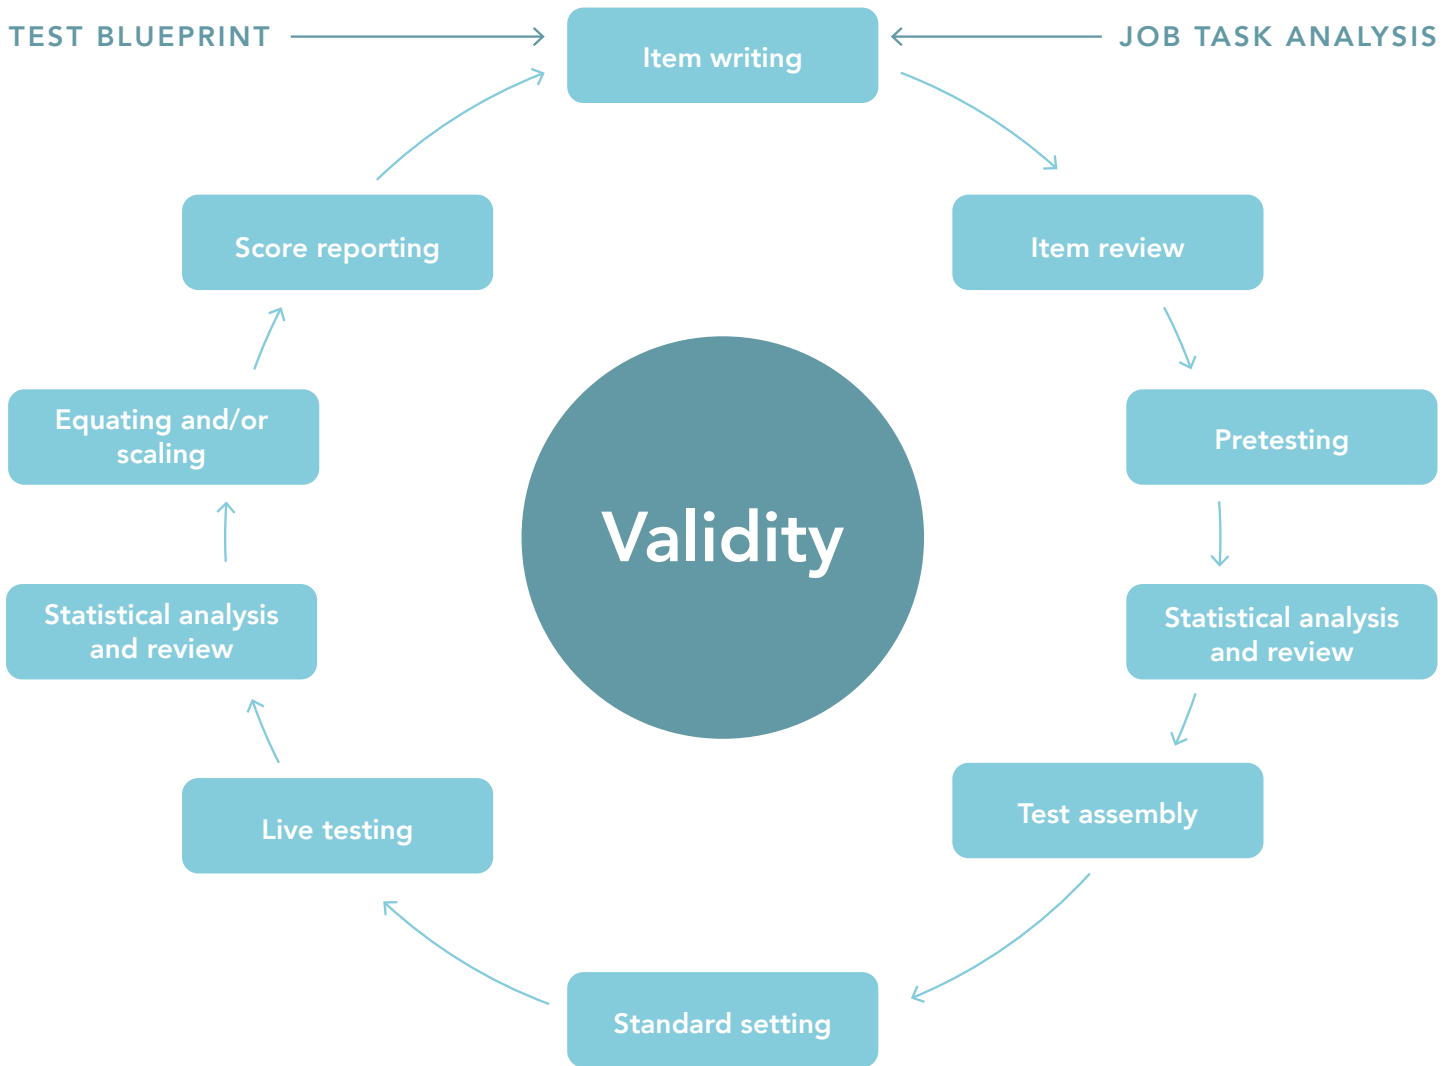 TEST BLUEPRINT
Item writing
JOB TASK ANALYSIS
Score reporting
Item review
Equating and/or
scaling
Pretesting
Validity
Statistical analysis
and review
Statistical analysis
and review
Live testing
Test assembly
Standard setting